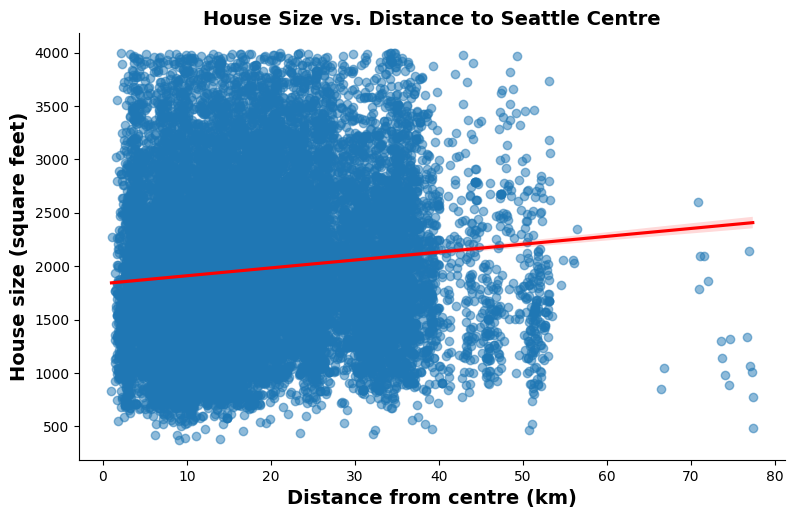 House Size vs. Distance to Seattle Centre
House size (square feet)
4000
3500
3000
2500
2000
1500
1000
500
0 10 20 30 40 50 60 70 80
Distance from centre (km)